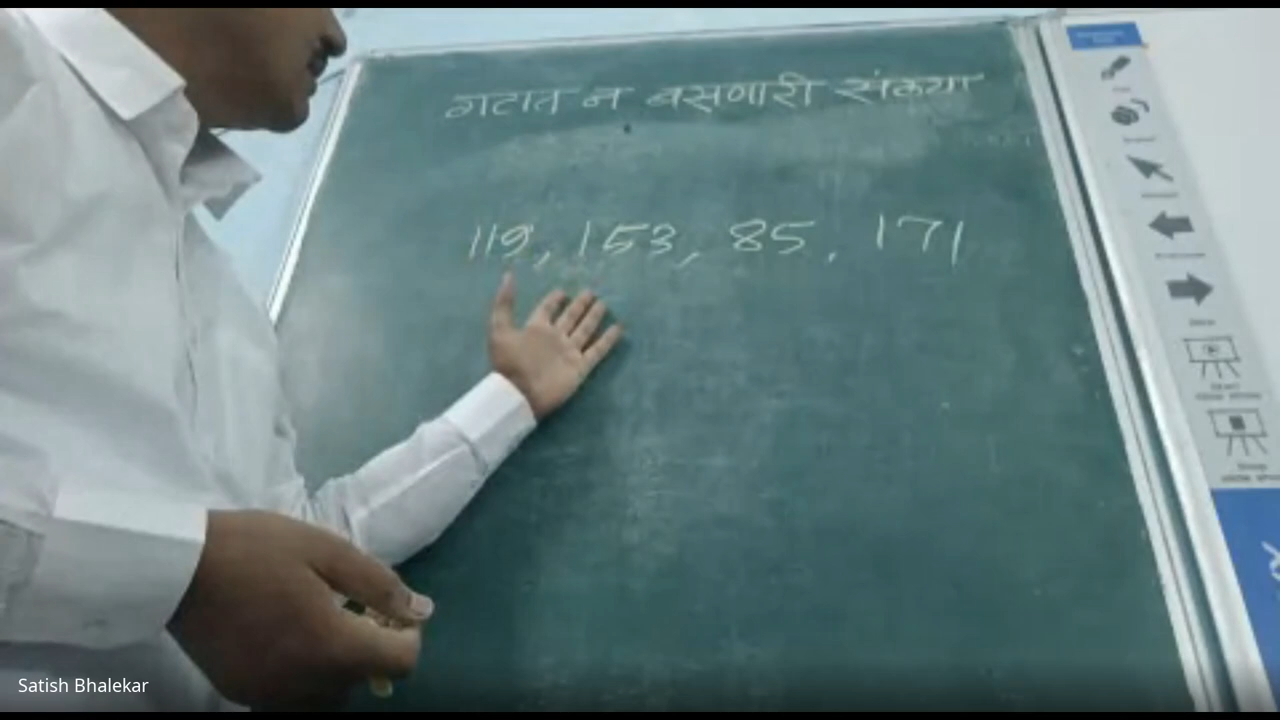 गटात न बसणारी संख्या
119, 153, 85, 171
Satish Bhalekar